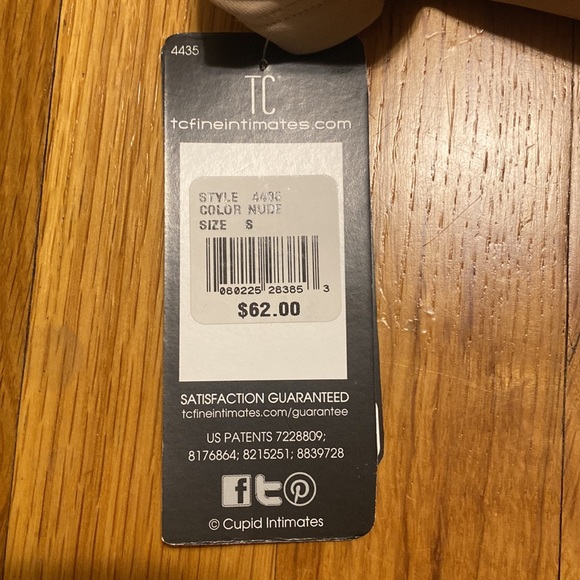 4435
TC
tcfineintimates.com
STYLE 4435
COLOR NUDE
SIZE S
080225 28385 3
$62.00
SATISFACTION GUARANTEED
tcfineintimates.com/guarantee
US PATENTS 7228809;
8176864; 8215251; 8839728
© Cupid Intimates